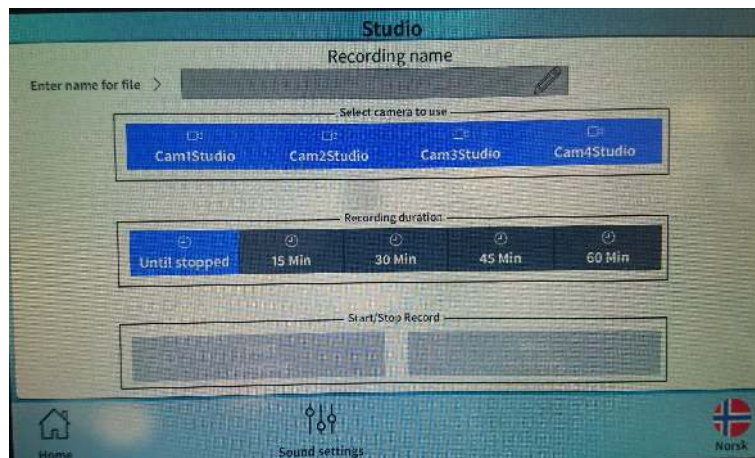 Studio
Recording name
Enter name for file >
Select camera to use
Cam1Studio Cam2Studio Cam3Studio Cam4Studio
Recording duration
Until stopped 15 Min 30 Min 45 Min 60 Min
Start/Stop Record
Home Sound settings Norsk